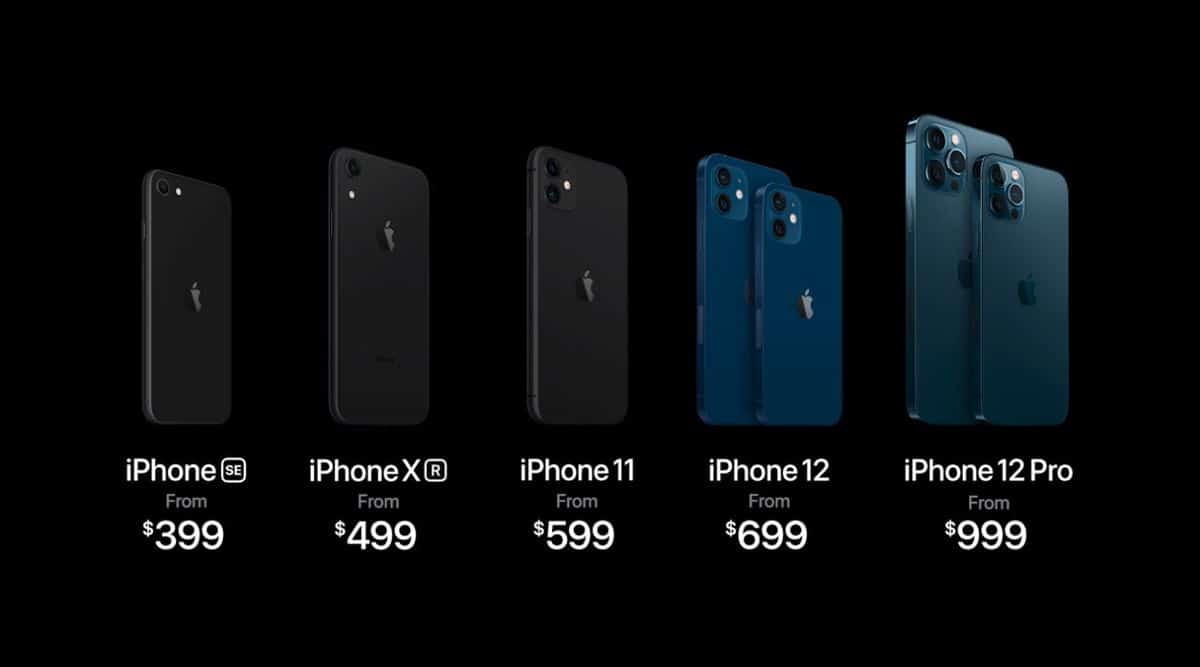 iPhone SE
From
$399
iPhone XR
From
$499
iPhone 11
From
$599
iPhone 12
From
$699
iPhone 12 Pro
From
$999